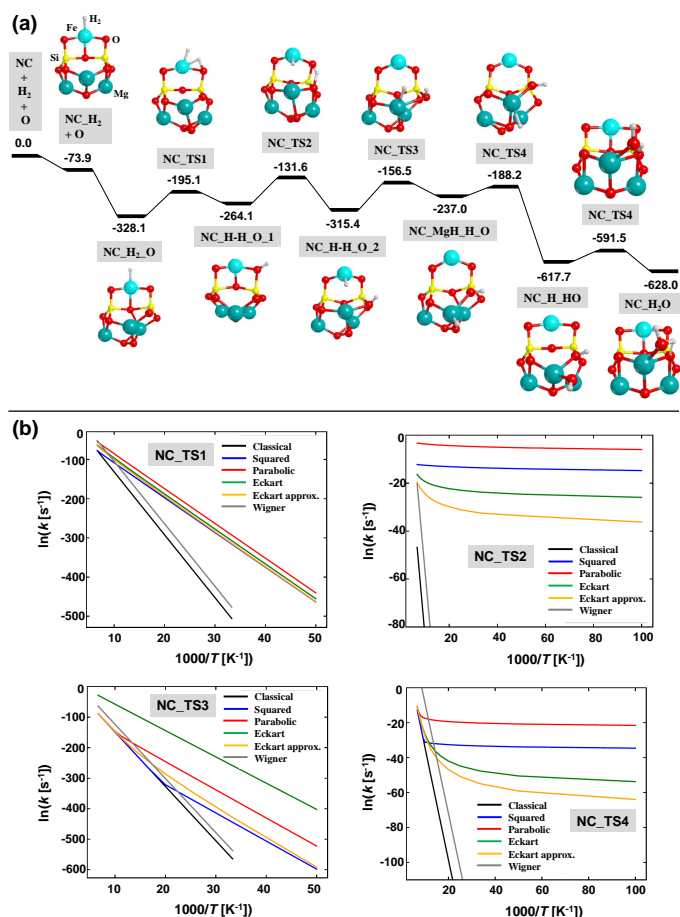 (a)
H₂
Fe
O
Si
Mg
NC
+
H₂
+
O
NC_H₂
+ O
NC_TS1
NC_TS2
NC_TS3
NC_TS4
NC_TS4
0.0
-73.9
-328.1
-195.1
-264.1
-131.6
-315.4
-156.5
-237.0
-188.2
-617.7
-591.5
-628.0
NC_H₂_O
NC_H-H_O_1
NC_H-H_O_2
NC_MgH_H_O
NC_H_HO
NC_H₂O
(b)
NC_TS1
Classical
Squared
Parabolic
Eckart
Eckart approx.
Wigner
ln(k [s⁻¹])
0
-100
-200
-300
-400
-500
10 20 30 40 50
1000/T [K⁻¹])
NC_TS2
Classical
Squared
Parabolic
Eckart
Eckart approx.
Wigner
ln(k [s⁻¹])
0
-20
-40
-60
-80
20 40 60 80 100
1000/T [K⁻¹])
NC_TS3
Classical
Squared
Parabolic
Eckart
Eckart approx.
Wigner
ln(k [s⁻¹])
0
-100
-200
-300
-400
-500
-600
10 20 30 40 50
1000/T [K⁻¹])
NC_TS4
Classical
Squared
Parabolic
Eckart
Eckart approx.
Wigner
ln(k [s⁻¹])
0
-20
-40
-60
-80
-100
20 40 60 80 100
1000/T [K⁻¹])